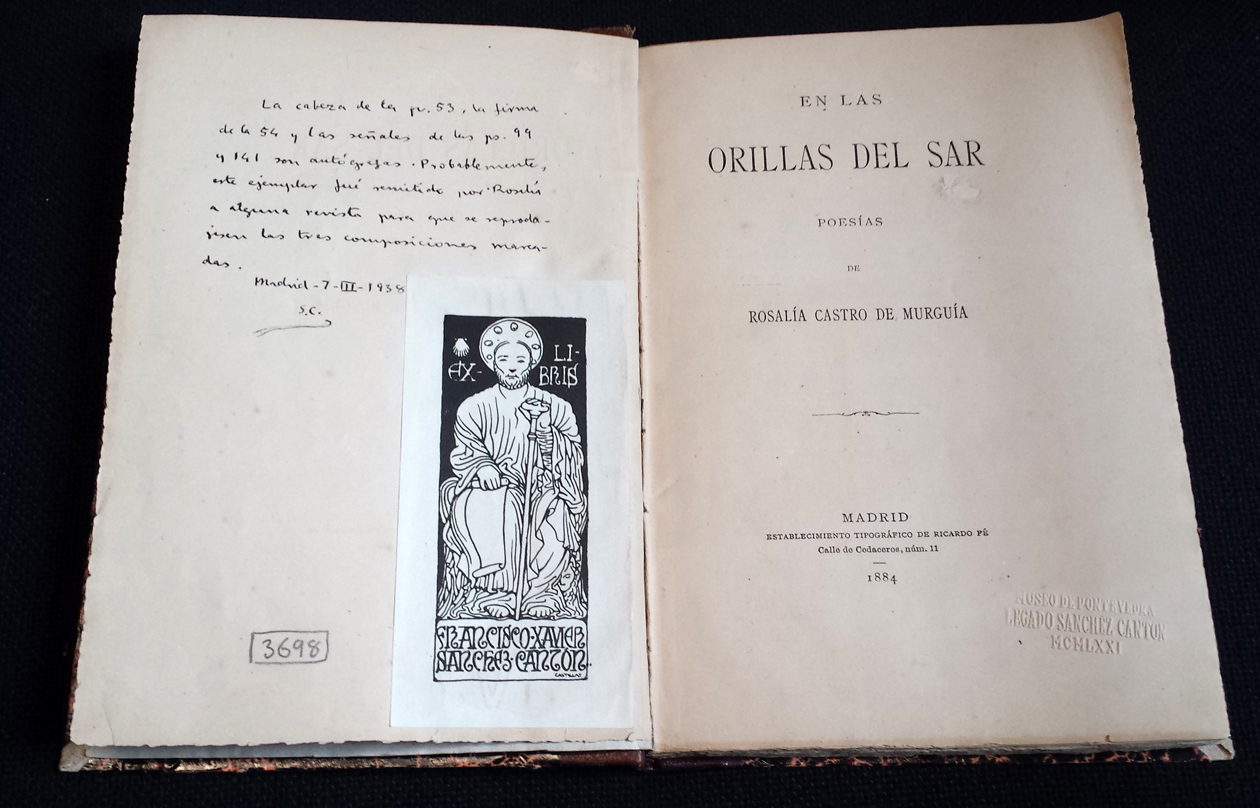 La cabeza de la p. 53, la firma
de la 54 y las señales de las ps. 99
y 141 son autógrafas. Probablemente,
este ejemplar fué remitido por Rosalía
a alguna revista para que se reprodu-
jesen las tres composiciones marca-
das.
Madrid-7-III-1938
S.C.
EX-LI-
BRIS
FRANCISCO·XAVIER
SANCHEZ·CANTON·
CASTELLAR
3698
EN LAS
ORILLAS DEL SAR
POESÍAS
DE
ROSALÍA CASTRO DE MURGUÍA
MADRID
ESTABLECIMIENTO TIPOGRÁFICO DE RICARDO FÉ
Calle de Cedaceros, núm. 11
1884
MUSEO DE PONTEVEDRA
LEGADO SANCHEZ CANTON
MCMLXXI